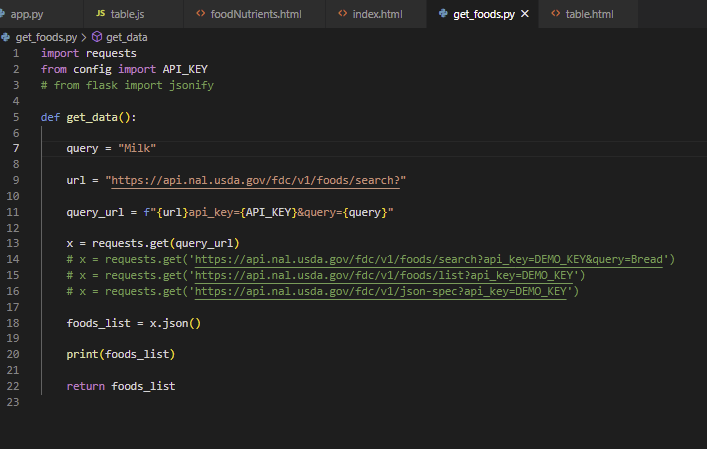 app.py JS table.js <> foodNutrients.html <> index.html get_foods.py × <> table.html
get_foods.py > get_data
1 import requests
2 from config import API_KEY
3 # from flask import jsonify
4
5 def get_data():
6
7 query = "Milk"
8
9 url = "https://api.nal.usda.gov/fdc/v1/foods/search?"
10
11 query_url = f"{url}api_key={API_KEY}&query={query}"
12
13 x = requests.get(query_url)
14 # x = requests.get('https://api.nal.usda.gov/fdc/v1/foods/search?api_key=DEMO_KEY&query=Bread')
15 # x = requests.get('https://api.nal.usda.gov/fdc/v1/foods/list?api_key=DEMO_KEY')
16 # x = requests.get('https://api.nal.usda.gov/fdc/v1/json-spec?api_key=DEMO_KEY')
17
18 foods_list = x.json()
19
20 print(foods_list)
21
22 return foods_list
23